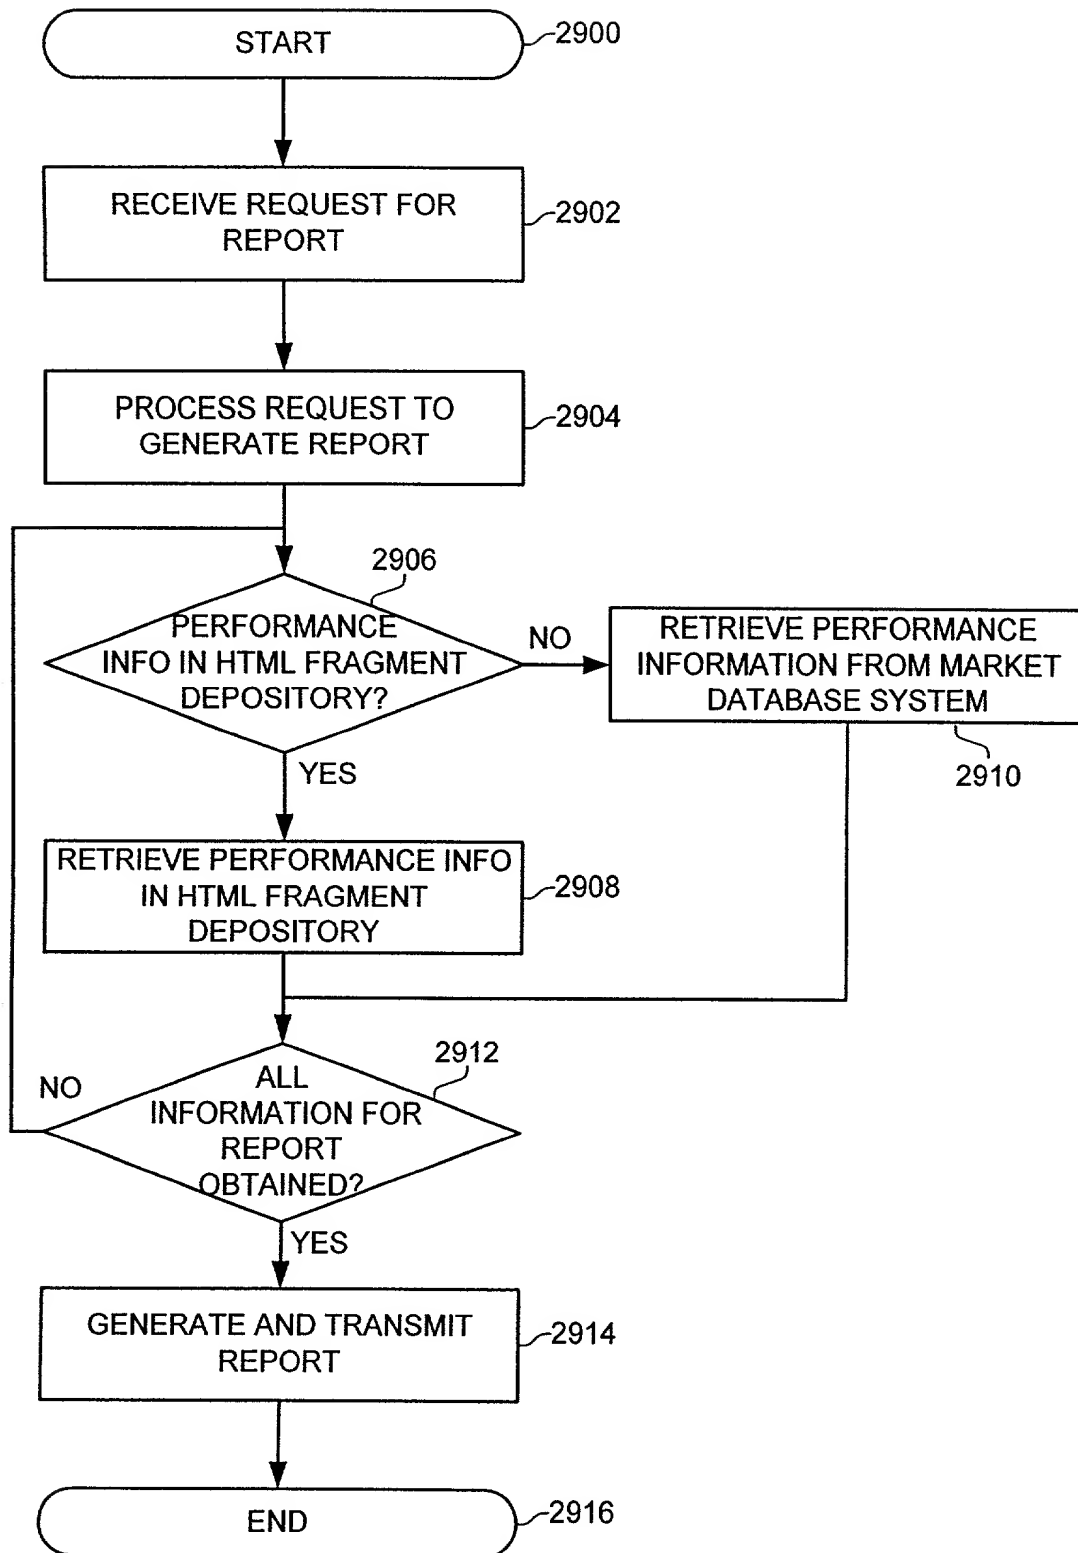 START
2900
RECEIVE REQUEST FOR
REPORT
2902
PROCESS REQUEST TO
GENERATE REPORT
2904
2906
PERFORMANCE
INFO IN HTML FRAGMENT
DEPOSITORY?
NO
RETRIEVE PERFORMANCE
INFORMATION FROM MARKET
DATABASE SYSTEM
2910
YES
RETRIEVE PERFORMANCE INFO
IN HTML FRAGMENT
DEPOSITORY
2908
2912
NO
ALL
INFORMATION FOR
REPORT
OBTAINED?
YES
GENERATE AND TRANSMIT
REPORT
2914
END
2916